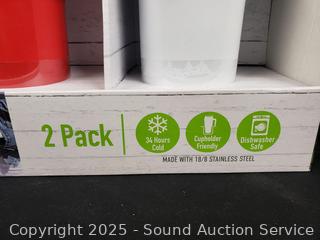 2 Pack
34 Hours
Cold
Cupholder
Friendly
Dishwasher
Safe
MADE WITH 18/8 STAINLESS STEEL
Copyright 2025 - Sound Auction Service